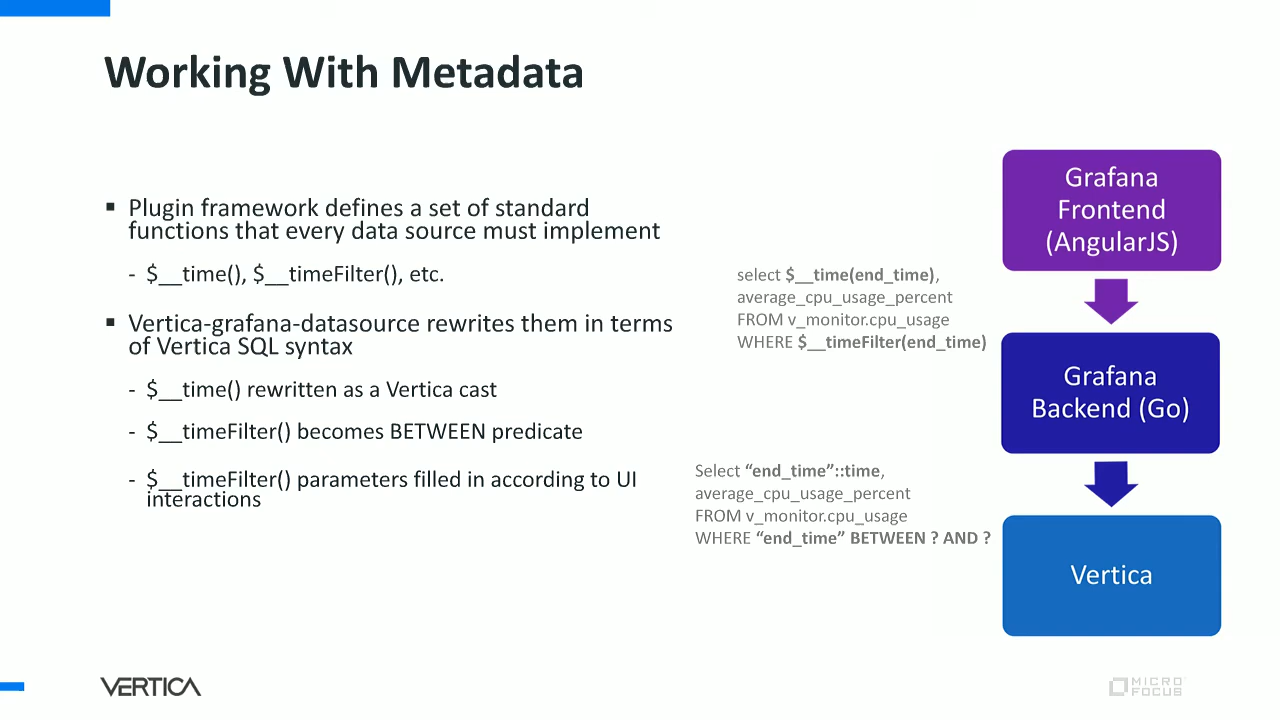 Working With Metadata
▪ Plugin framework defines a set of standard
functions that every data source must implement
- $__time(), $__timeFilter(), etc.
▪ Vertica-grafana-datasource rewrites them in terms
of Vertica SQL syntax
- $__time() rewritten as a Vertica cast
- $__timeFilter() becomes BETWEEN predicate
- $__timeFilter() parameters filled in according to UI
interactions
select $__time(end_time),
average_cpu_usage_percent
FROM v_monitor.cpu_usage
WHERE $__timeFilter(end_time)
Select “end_time”::time,
average_cpu_usage_percent
FROM v_monitor.cpu_usage
WHERE “end_time” BETWEEN ? AND ?
Grafana
Frontend
(AngularJS)
Grafana
Backend (Go)
Vertica
VERTICA
MICRO
FOCUS